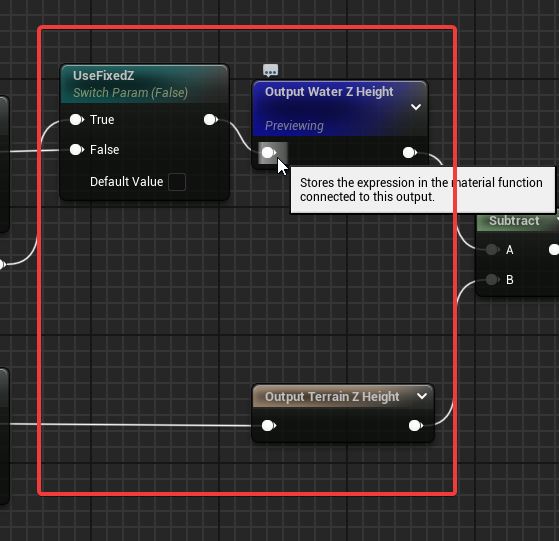 UseFixedZ
Switch Param (False)
True
False
Default Value
Output Water Z Height
Previewing
Stores the expression in the material function
connected to this output.
Subtract
A
B
Output Terrain Z Height